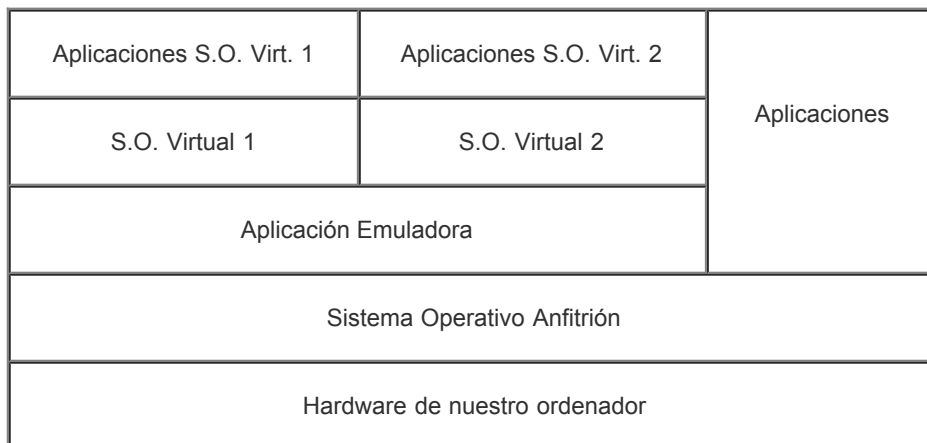 Aplicaciones S.O. Virt. 1
Aplicaciones S.O. Virt. 2
Aplicaciones
S.O. Virtual 1
S.O. Virtual 2
Aplicación Emuladora
Sistema Operativo Anfitrión
Hardware de nuestro ordenador